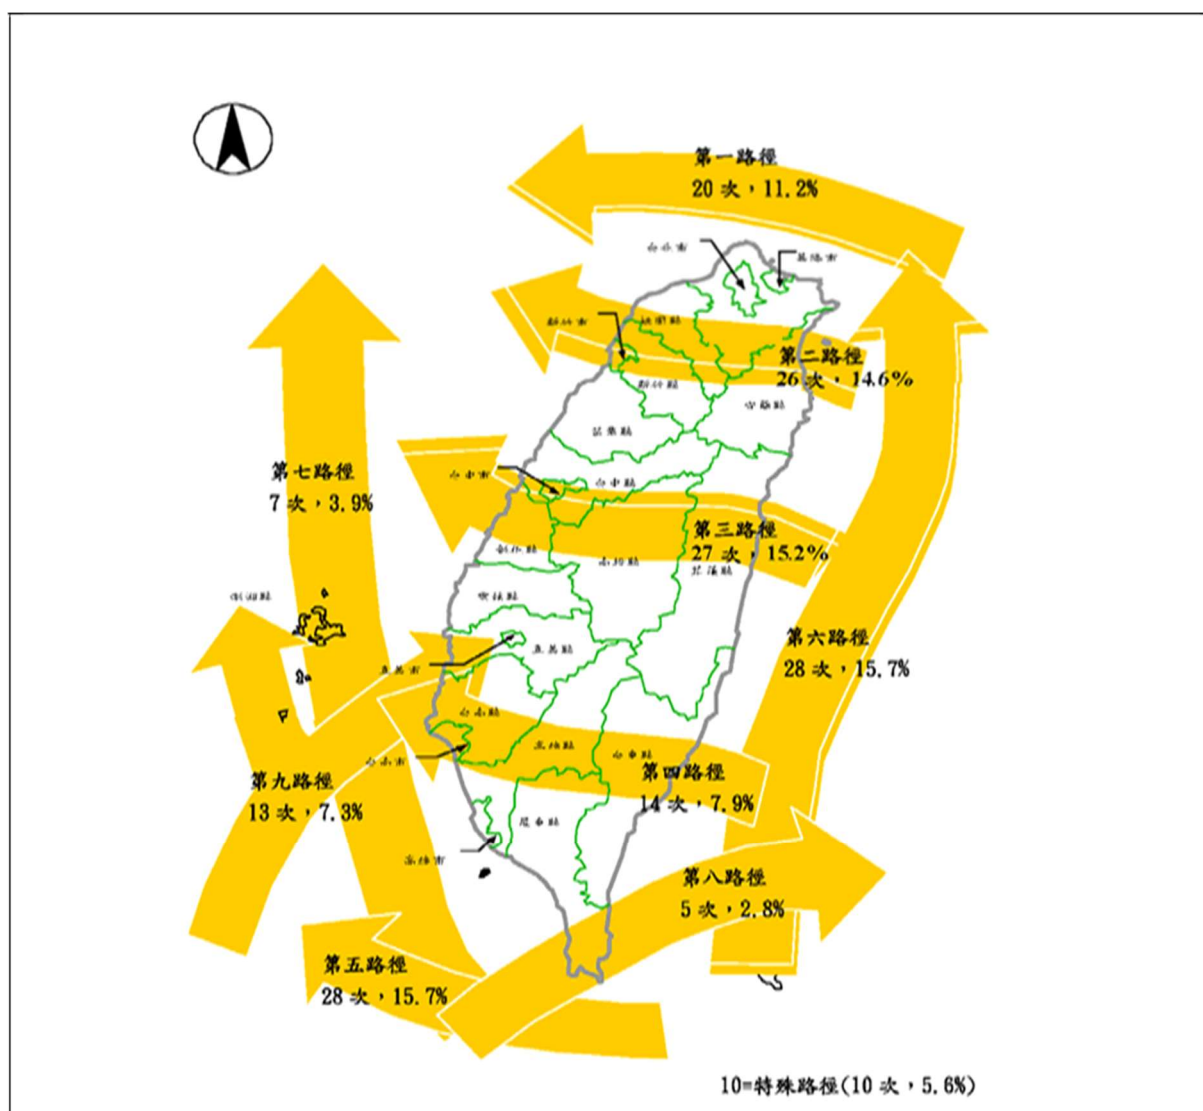 第一路徑
20 次，11.2%
台北市
基隆市
新竹市
桃園縣
第二路徑
26 次，14.6%
新竹縣
宜蘭縣
苗栗縣
第七路徑
7 次，3.9%
台中市
台中縣
第三路徑
27 次，15.2%
彰化縣
南投縣
花蓮縣
澎湖縣
雲林縣
第六路徑
28 次，15.7%
嘉義縣
嘉義市
台南縣
高雄縣
台東縣
台南市
第四路徑
14 次，7.9%
第九路徑
13 次，7.3%
屏東縣
高雄市
第八路徑
5 次，2.8%
第五路徑
28 次，15.7%
10=特殊路徑(10 次，5.6%)